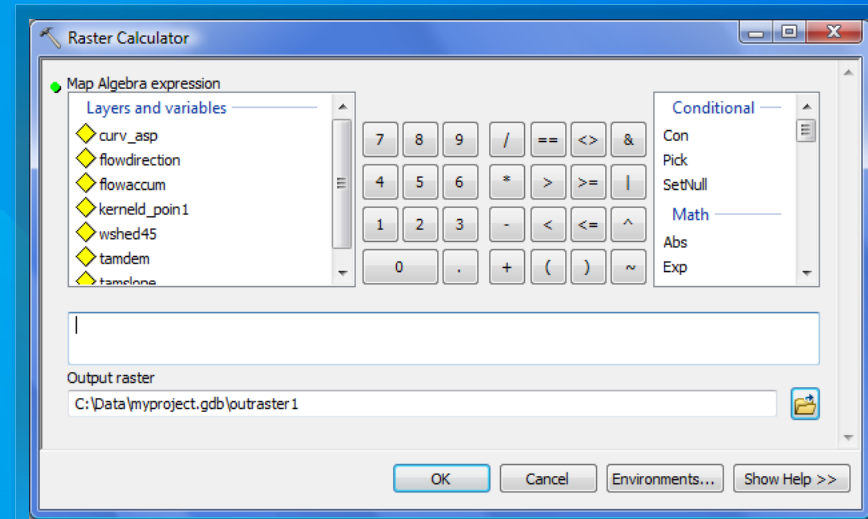 Raster Calculator
Map Algebra expression
Layers and variables
curv_asp
flowdirection
flowaccum
kerneld_poin1
wshed45
tamdem
tamslope
7 8 9 / == <> &
4 5 6 * > >= |
1 2 3 - < <= ^
0 . + ( ) ~
Conditional
Con
Pick
SetNull
Math
Abs
Exp
Output raster
C:\Data\myproject.gdb\outraster1
OK Cancel Environments... Show Help >>